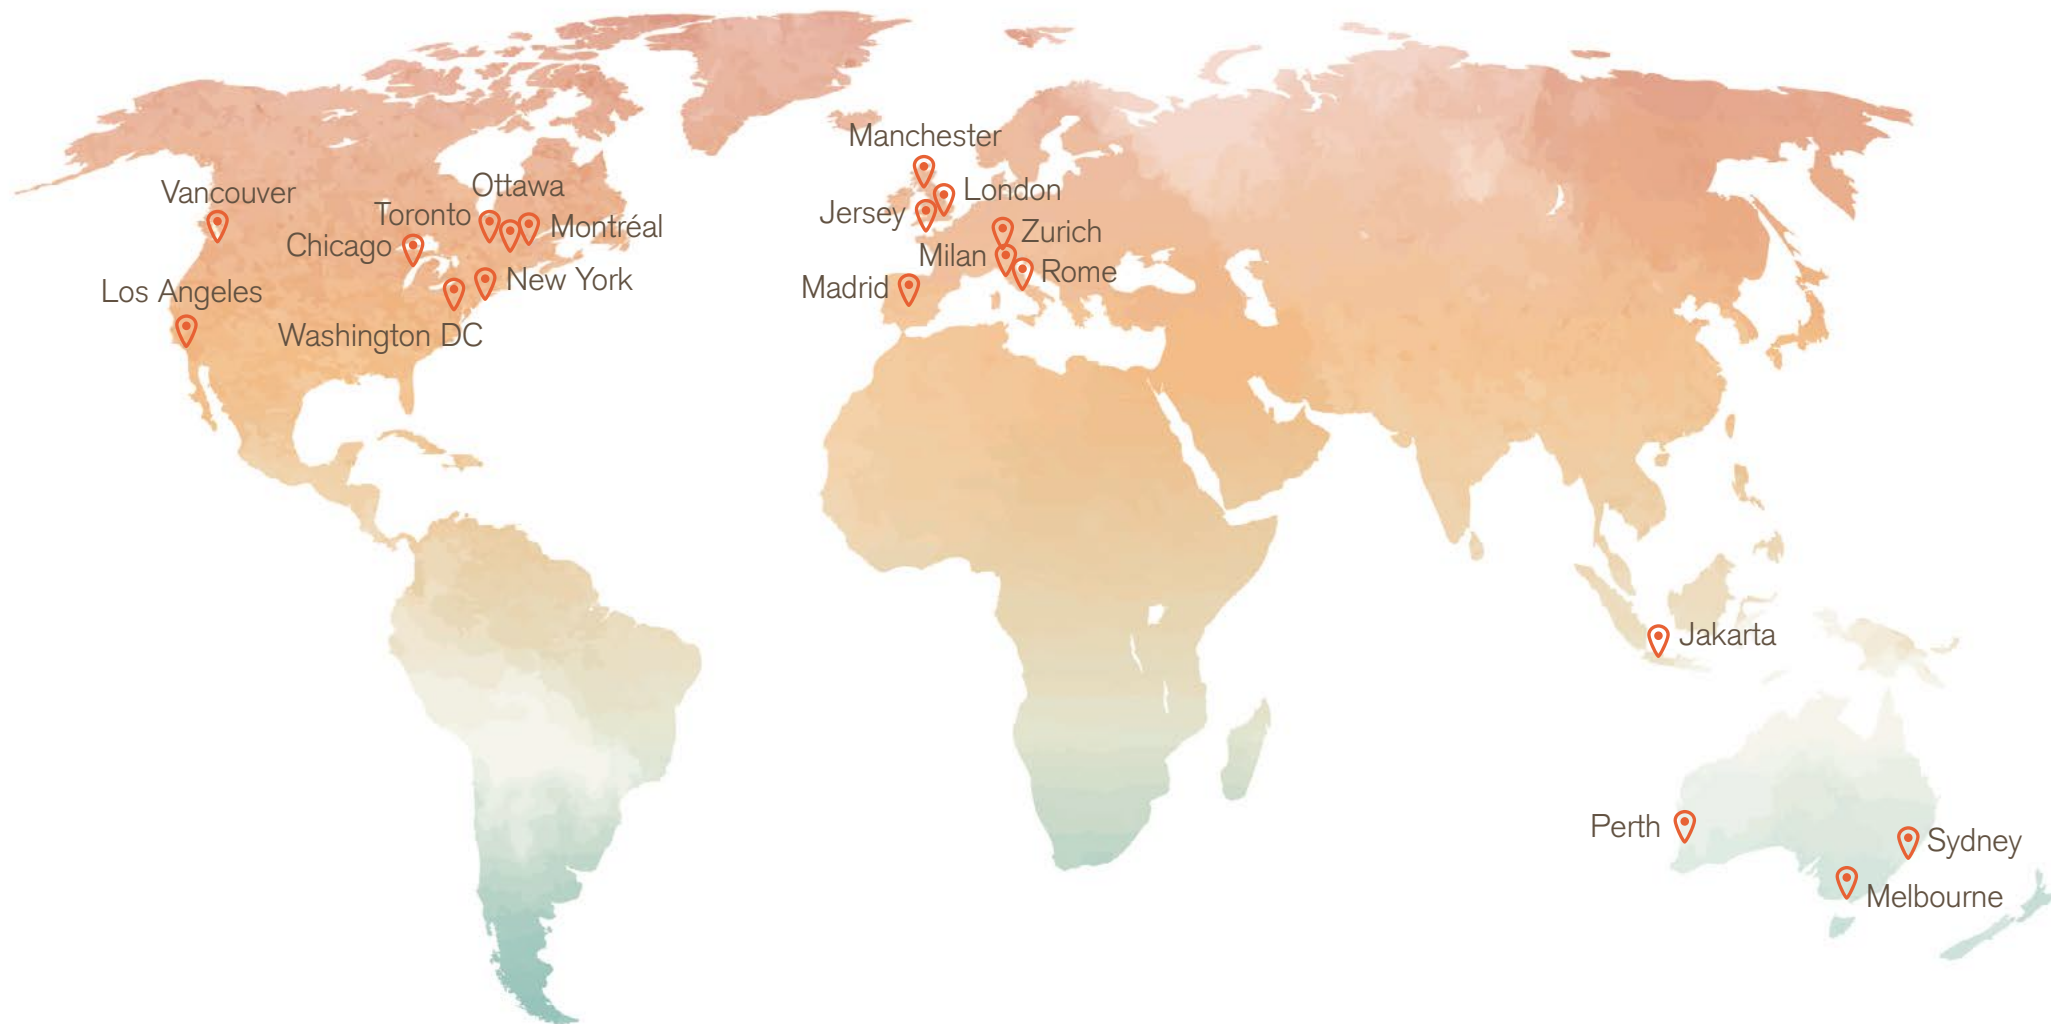 Manchester
Vancouver
Ottawa
London
Toronto
Jersey
Montréal
Chicago
Zurich
Milan
Rome
New York
Madrid
Los Angeles
Washington DC
Jakarta
Perth
Sydney
Melbourne